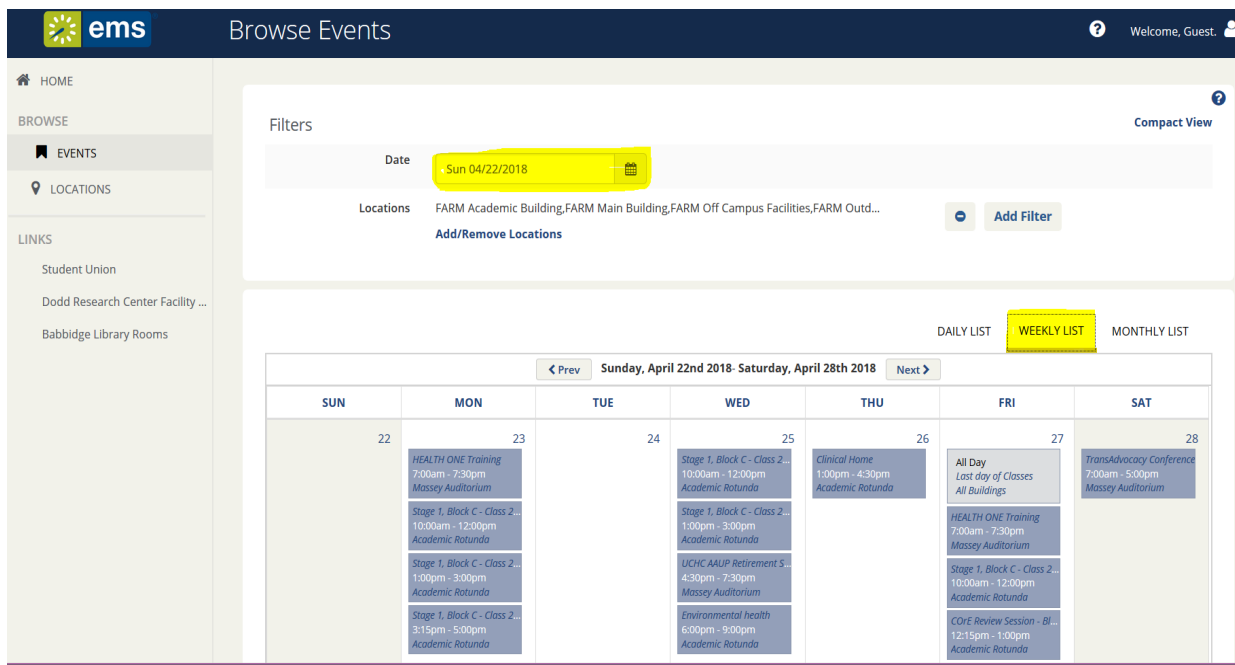 ems
Browse Events
Welcome, Guest.
HOME
BROWSE
EVENTS
LOCATIONS
LINKS
Student Union
Dodd Research Center Facility ...
Babbidge Library Rooms
Filters
Compact View
Date
Sun 04/22/2018
Locations
FARM Academic Building,FARM Main Building,FARM Off Campus Facilities,FARM Outd...
Add Filter
Add/Remove Locations
DAILY LIST WEEKLY LIST MONTHLY LIST
Prev Sunday, April 22nd 2018- Saturday, April 28th 2018 Next
SUN MON TUE WED THU FRI SAT
22
23
HEALTH ONE Training
7:00am - 7:30pm
Massey Auditorium
Stage 1, Block C - Class 2...
10:00am - 12:00pm
Academic Rotunda
Stage 1, Block C - Class 2...
1:00pm - 3:00pm
Academic Rotunda
Stage 1, Block C - Class 2...
3:15pm - 5:00pm
Academic Rotunda
24
25
Stage 1, Block C - Class 2...
10:00am - 12:00pm
Academic Rotunda
Stage 1, Block C - Class 2...
1:00pm - 3:00pm
Academic Rotunda
UCHC AAUP Retirement S...
4:30pm - 7:30pm
Massey Auditorium
Environmental health
6:00pm - 9:00pm
Academic Rotunda
26
Clinical Home
1:00pm - 4:30pm
Academic Rotunda
27
All Day
Last day of Classes
All Buildings
HEALTH ONE Training
7:00am - 7:30pm
Massey Auditorium
Stage 1, Block C - Class 2...
10:00am - 12:00pm
Academic Rotunda
COrE Review Session - Bl...
12:15pm - 1:00pm
Academic Rotunda
28
TransAdvocacy Conference
7:00am - 5:00pm
Massey Auditorium